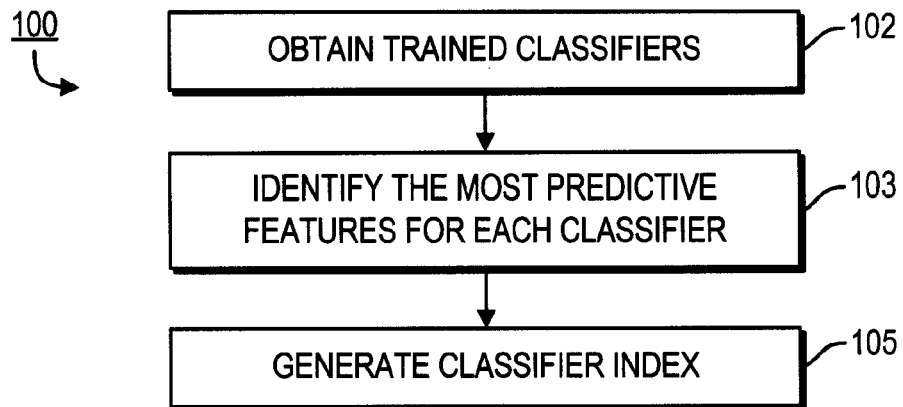 100
OBTAIN TRAINED CLASSIFIERS
102
IDENTIFY THE MOST PREDICTIVE
FEATURES FOR EACH CLASSIFIER
103
GENERATE CLASSIFIER INDEX
105